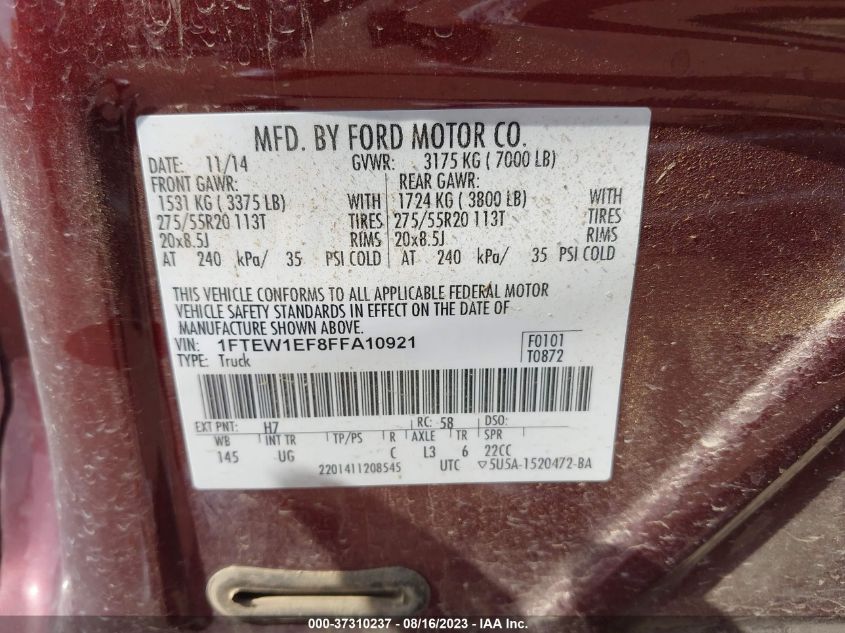 MFD. BY FORD MOTOR CO.
DATE: 11/14 GVWR: 3175 KG ( 7000 LB)
FRONT GAWR: REAR GAWR:
1531 KG ( 3375 LB) WITH 1724 KG ( 3800 LB) WITH
275/55R20 113T TIRES 275/55R20 113T TIRES
20x8.5J RIMS 20x8.5J RIMS
AT 240 kPa/ 35 PSI COLD AT 240 kPa/ 35 PSI COLD
THIS VEHICLE CONFORMS TO ALL APPLICABLE FEDERAL MOTOR
VEHICLE SAFETY STANDARDS IN EFFECT ON THE DATE OF
MANUFACTURE SHOWN ABOVE.
VIN: 1FTEW1EF8FFA10921 F0101
TYPE: Truck T0872
EXT PNT: H7 RC: 58 DSO:
WB INT TR TP/PS R AXLE TR SPR
145 UG C L3 6 22CC
2201411208545 UTC ▽5U5A-1520472-BA
000-37310237 - 08/16/2023 - IAA Inc.